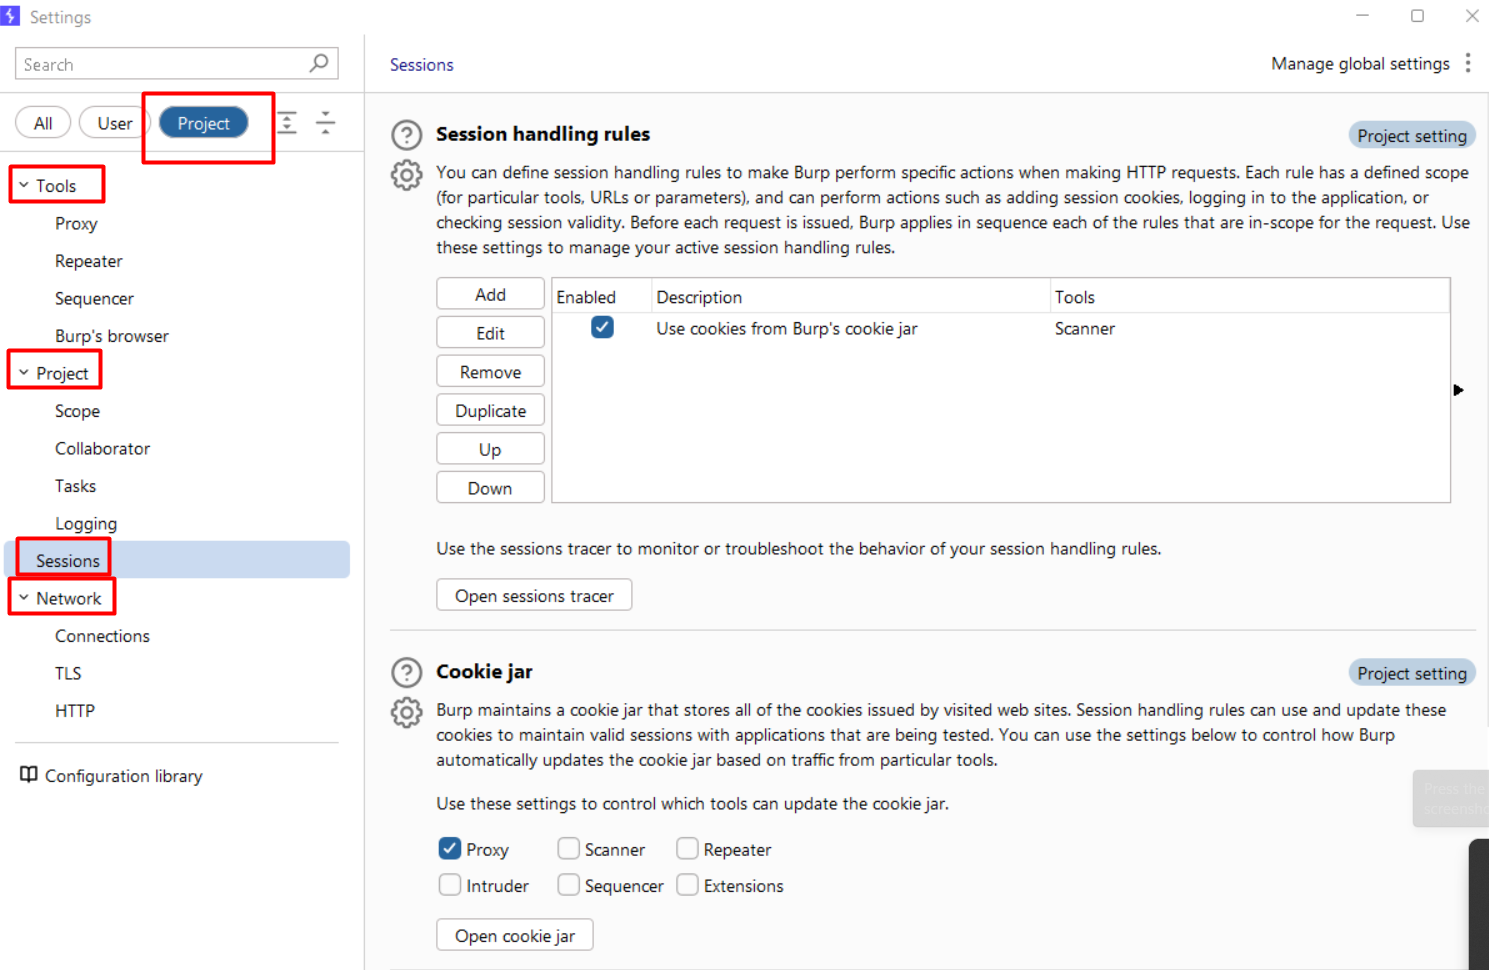 Settings
Search
All
User
Project
Tools
Proxy
Repeater
Sequencer
Burp's browser
Project
Scope
Collaborator
Tasks
Logging
Sessions
Network
Connections
TLS
HTTP
Configuration library
Sessions
Manage global settings
Session handling rules
Project setting
You can define session handling rules to make Burp perform specific actions when making HTTP requests. Each rule has a defined scope
(for particular tools, URLs or parameters), and can perform actions such as adding session cookies, logging in to the application, or
checking session validity. Before each request is issued, Burp applies in sequence each of the rules that are in-scope for the request. Use
these settings to manage your active session handling rules.
Add
Edit
Remove
Duplicate
Up
Down
Enabled Description Tools
Use cookies from Burp's cookie jar Scanner
Use the sessions tracer to monitor or troubleshoot the behavior of your session handling rules.
Open sessions tracer
Cookie jar
Project setting
Burp maintains a cookie jar that stores all of the cookies issued by visited web sites. Session handling rules can use and update these
cookies to maintain valid sessions with applications that are being tested. You can use the settings below to control how Burp
automatically updates the cookie jar based on traffic from particular tools.
Use these settings to control which tools can update the cookie jar.
Proxy Scanner Repeater
Intruder Sequencer Extensions
Open cookie jar
Press the